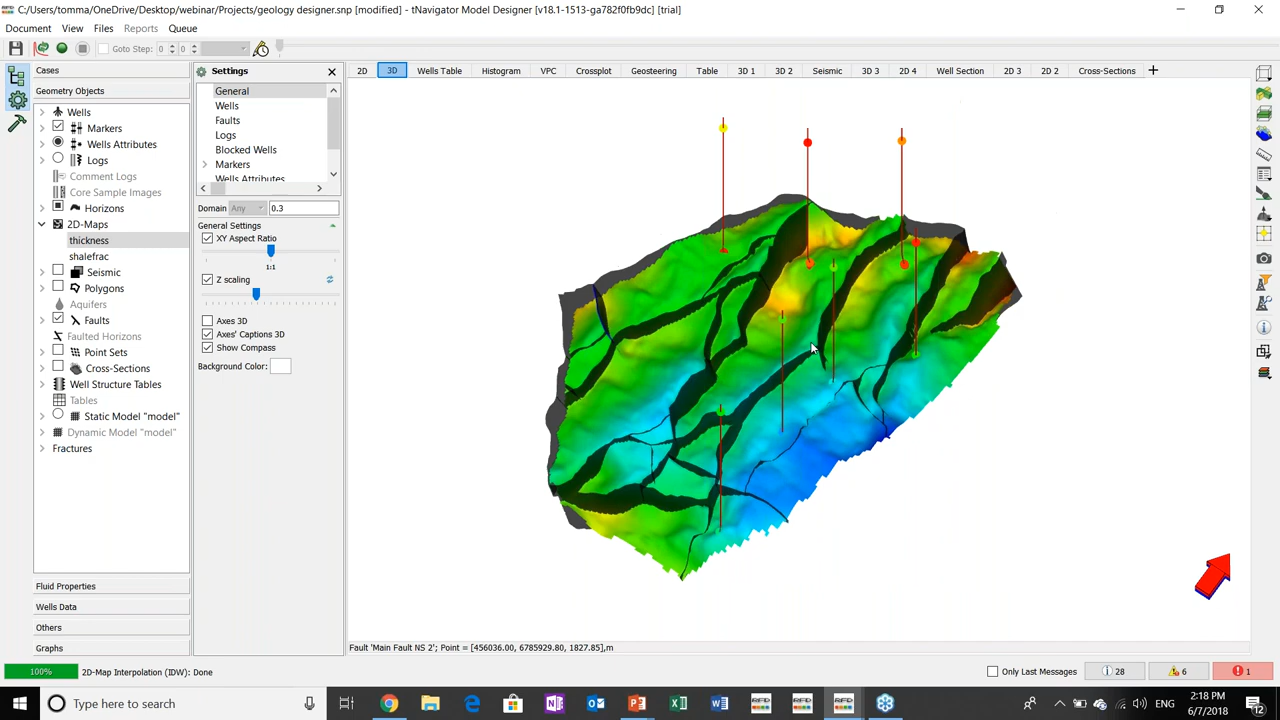 C:/Users/tomma/OneDrive/Desktop/webinar/Projects/geology designer.snp [modified] - tNavigator Model Designer [v18.1-1513-ga782f0fb9dc] [trial]
Document View Files Reports Queue
Goto Step: 0 0
Cases
Geometry Objects
Wells
Markers
Wells Attributes
Logs
Comment Logs
Core Sample Images
Horizons
2D-Maps
thickness
shalefrac
Seismic
Polygons
Aquifers
Faults
Faulted Horizons
Point Sets
Cross-Sections
Well Structure Tables
Tables
Static Model "model"
Dynamic Model "model"
Fractures
Fluid Properties
Wells Data
Others
Graphs
Settings
General
Wells
Faults
Logs
Blocked Wells
Markers
Wells Attributes
Domain Any 0.3
General Settings
XY Aspect Ratio
1:1
Z scaling
Axes 3D
Axes' Captions 3D
Show Compass
Background Color:
2D 3D Wells Table Histogram VPC Crossplot Geosteering Table 3D 1 3D 2 Seismic 3D 3 2D 4 Well Section 2D 3 2D 2 Cross-Sections
Fault 'Main Fault NS 2'; Point = [456036.00, 6785929.80, 1827.85],m
100% 2D-Map Interpolation (IDW): Done
Only Last Messages 28 6 1
Type here to search
ENG
2:18 PM
6/7/2018